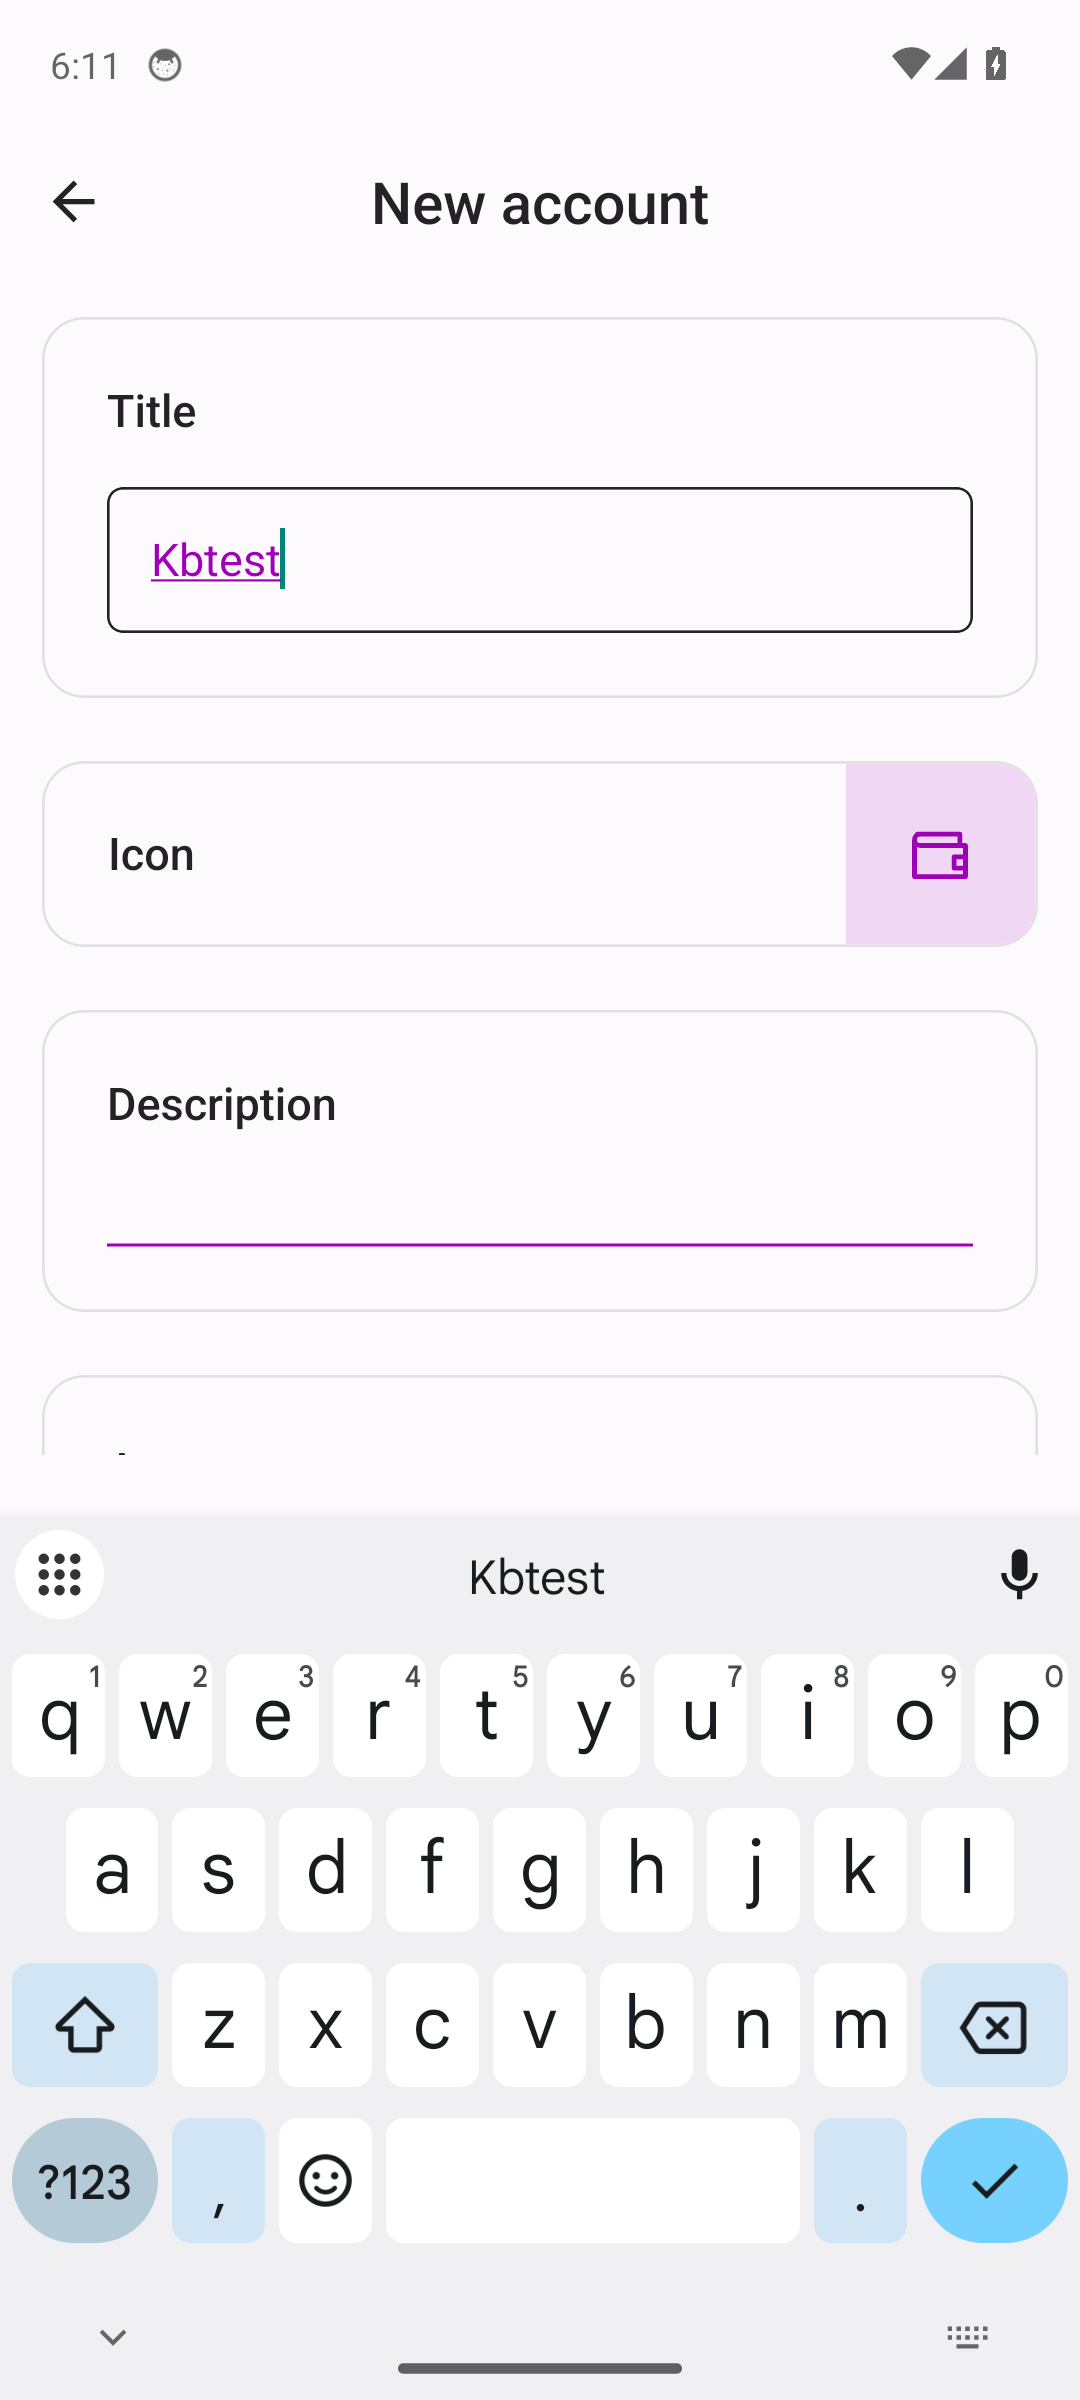 6:11
New account
Title
Kbtest
Icon
Description
Kbtest
q 1 w 2 e 3 r 4 t 5 y 6 u 7 i 8 o 9 p 0
a s d f g h j k l
z x c v b n m
?123 , .